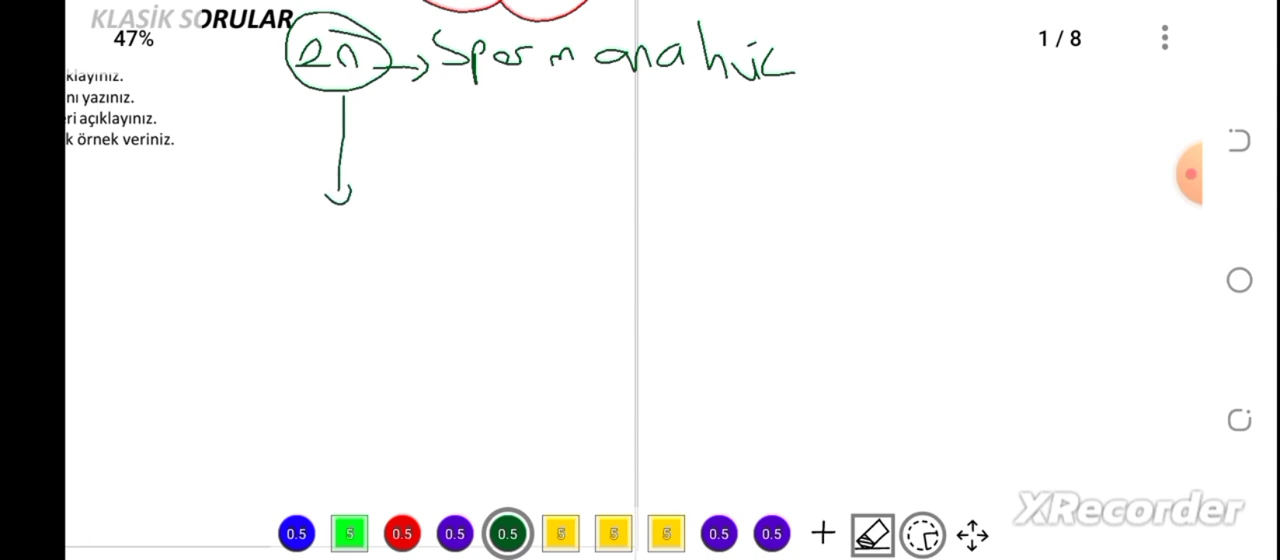 KLASİK SORULAR
47%
1 / 8
2n → Sperm ana hüc
klayınız.
nı yazınız.
ri açıklayınız.
k örnek veriniz.
0.5 5 0.5 0.5 0.5 5 5 5 0.5 0.5
XRecorder